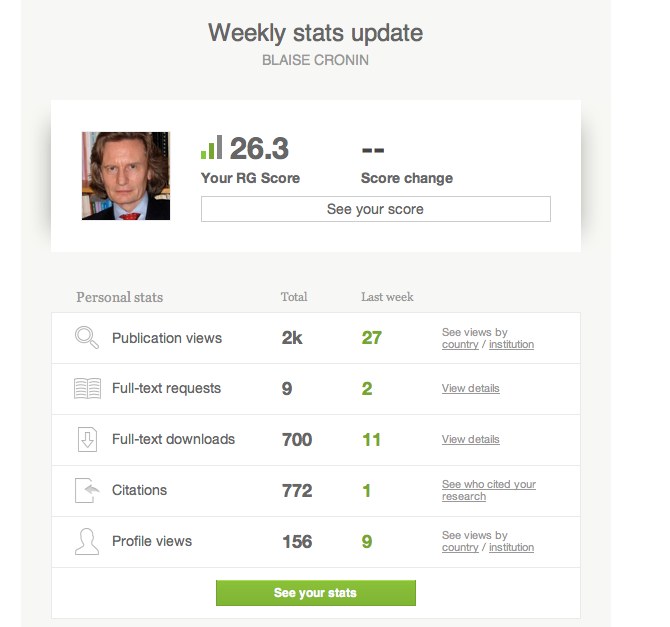 Weekly stats update
BLAISE CRONIN
26.3
--
Your RG Score
Score change
See your score
Personal stats
Total
Last week
Publication views
2k
27
See views by
country / institution
Full-text requests
9
2
View details
Full-text downloads
700
11
View details
Citations
772
1
See who cited your
research
Profile views
156
9
See views by
country / institution
See your stats